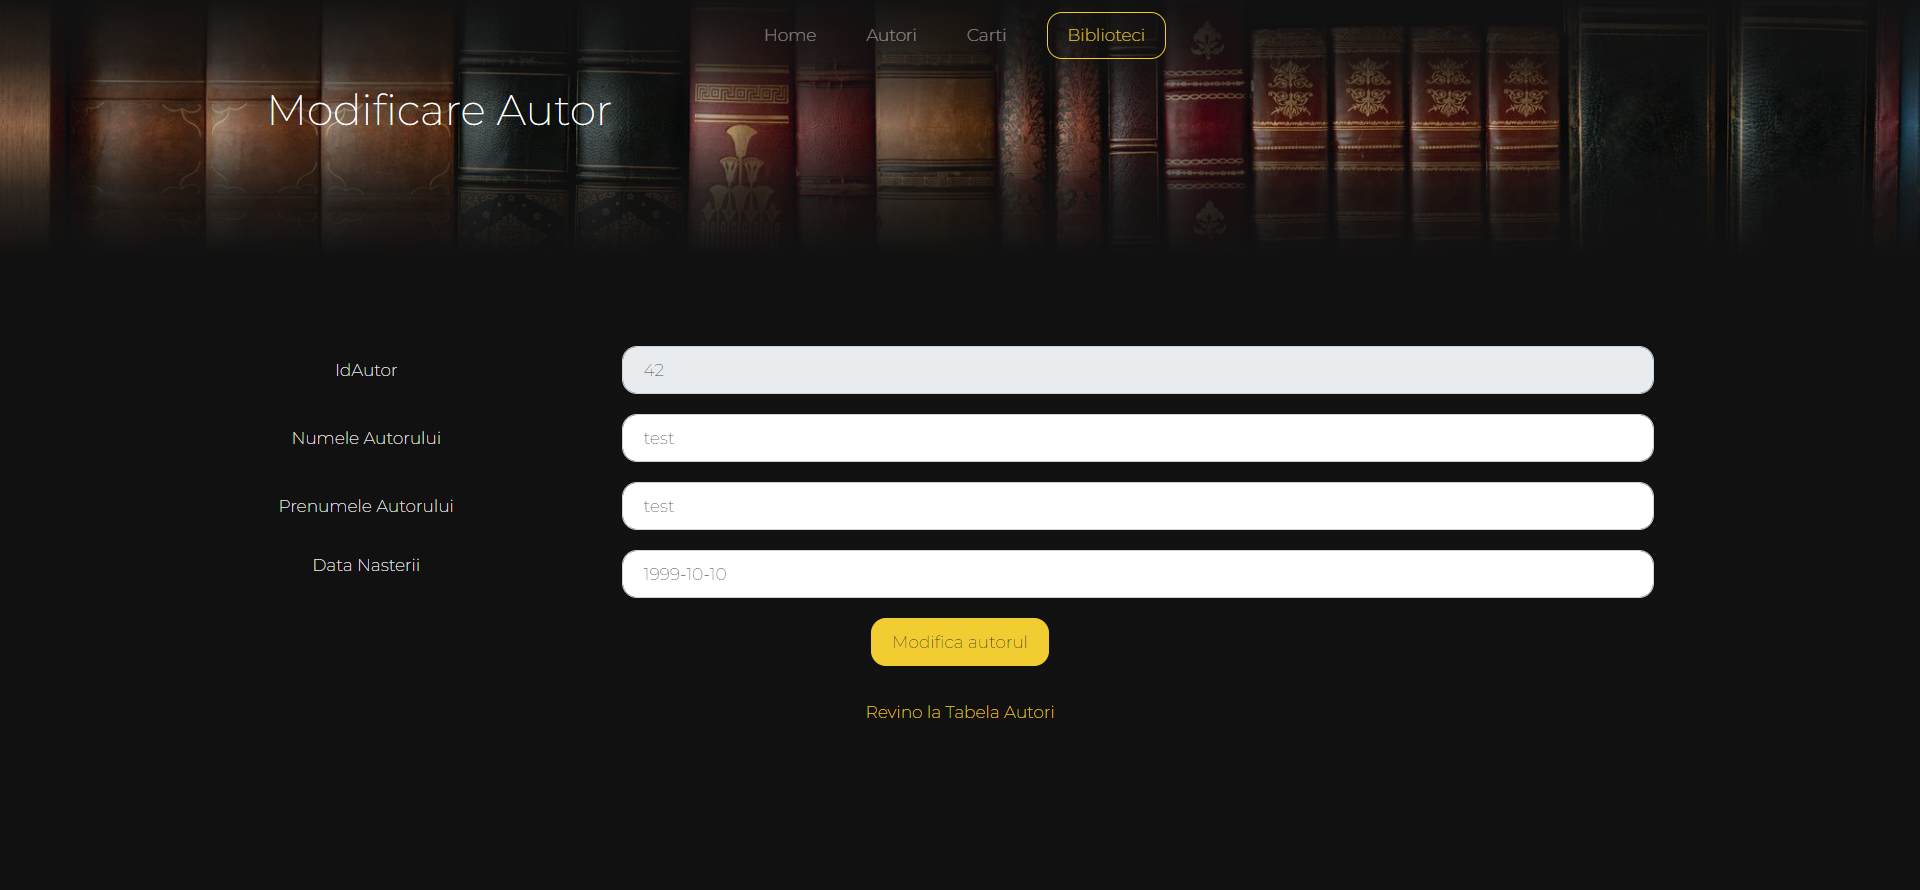 Home Autori Carti Biblioteci
Modificare Autor
IdAutor 42
Numele Autorului test
Prenumele Autorului test
Data Nasterii 1999-10-10
Modifica autorul
Revino la Tabela Autori